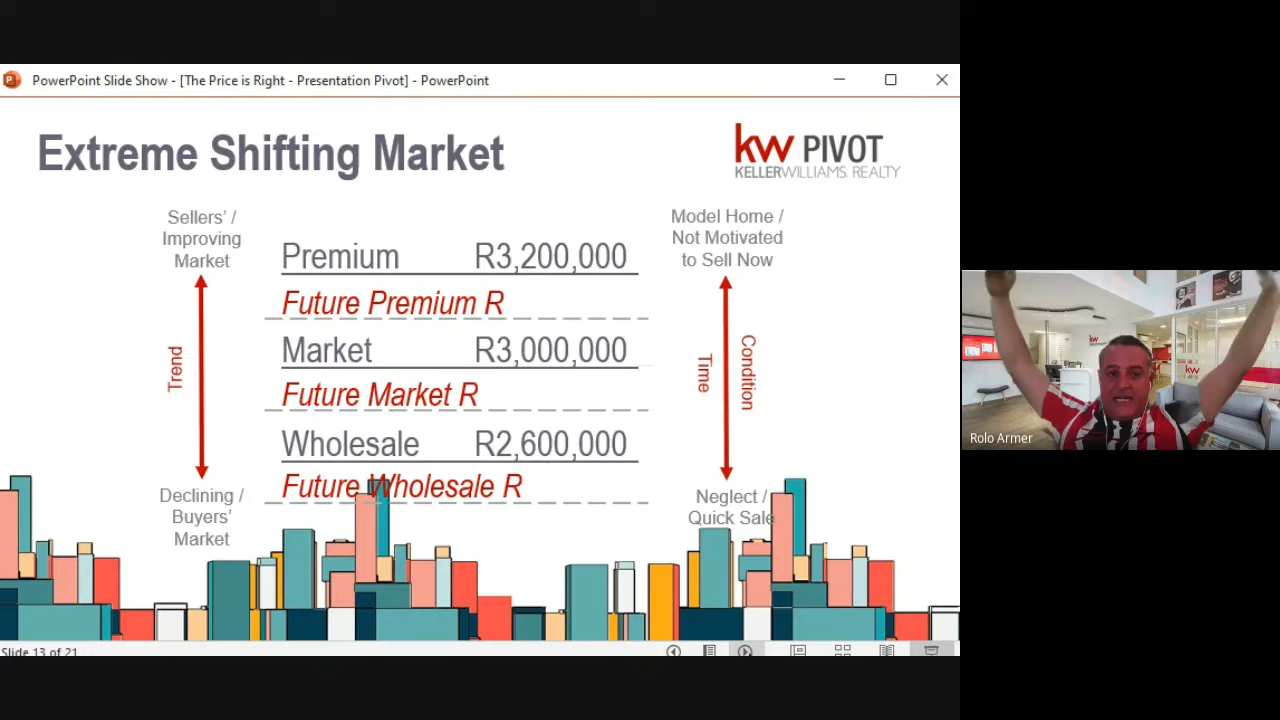 PowerPoint Slide Show - [The Price is Right - Presentation Pivot] - PowerPoint
Extreme Shifting Market
kw PIVOT
KELLERWILLIAMS. REALTY
Sellers' /
Improving
Market
Model Home /
Not Motivated
to Sell Now
Premium R3,200,000
Future Premium R
Market R3,000,000
Future Market R
Wholesale R2,600,000
Future Wholesale R
Trend
Time
Condition
Declining /
Buyers'
Market
Neglect /
Quick Sale
Slide 13 of 21
kw
kw
Rolo Armer